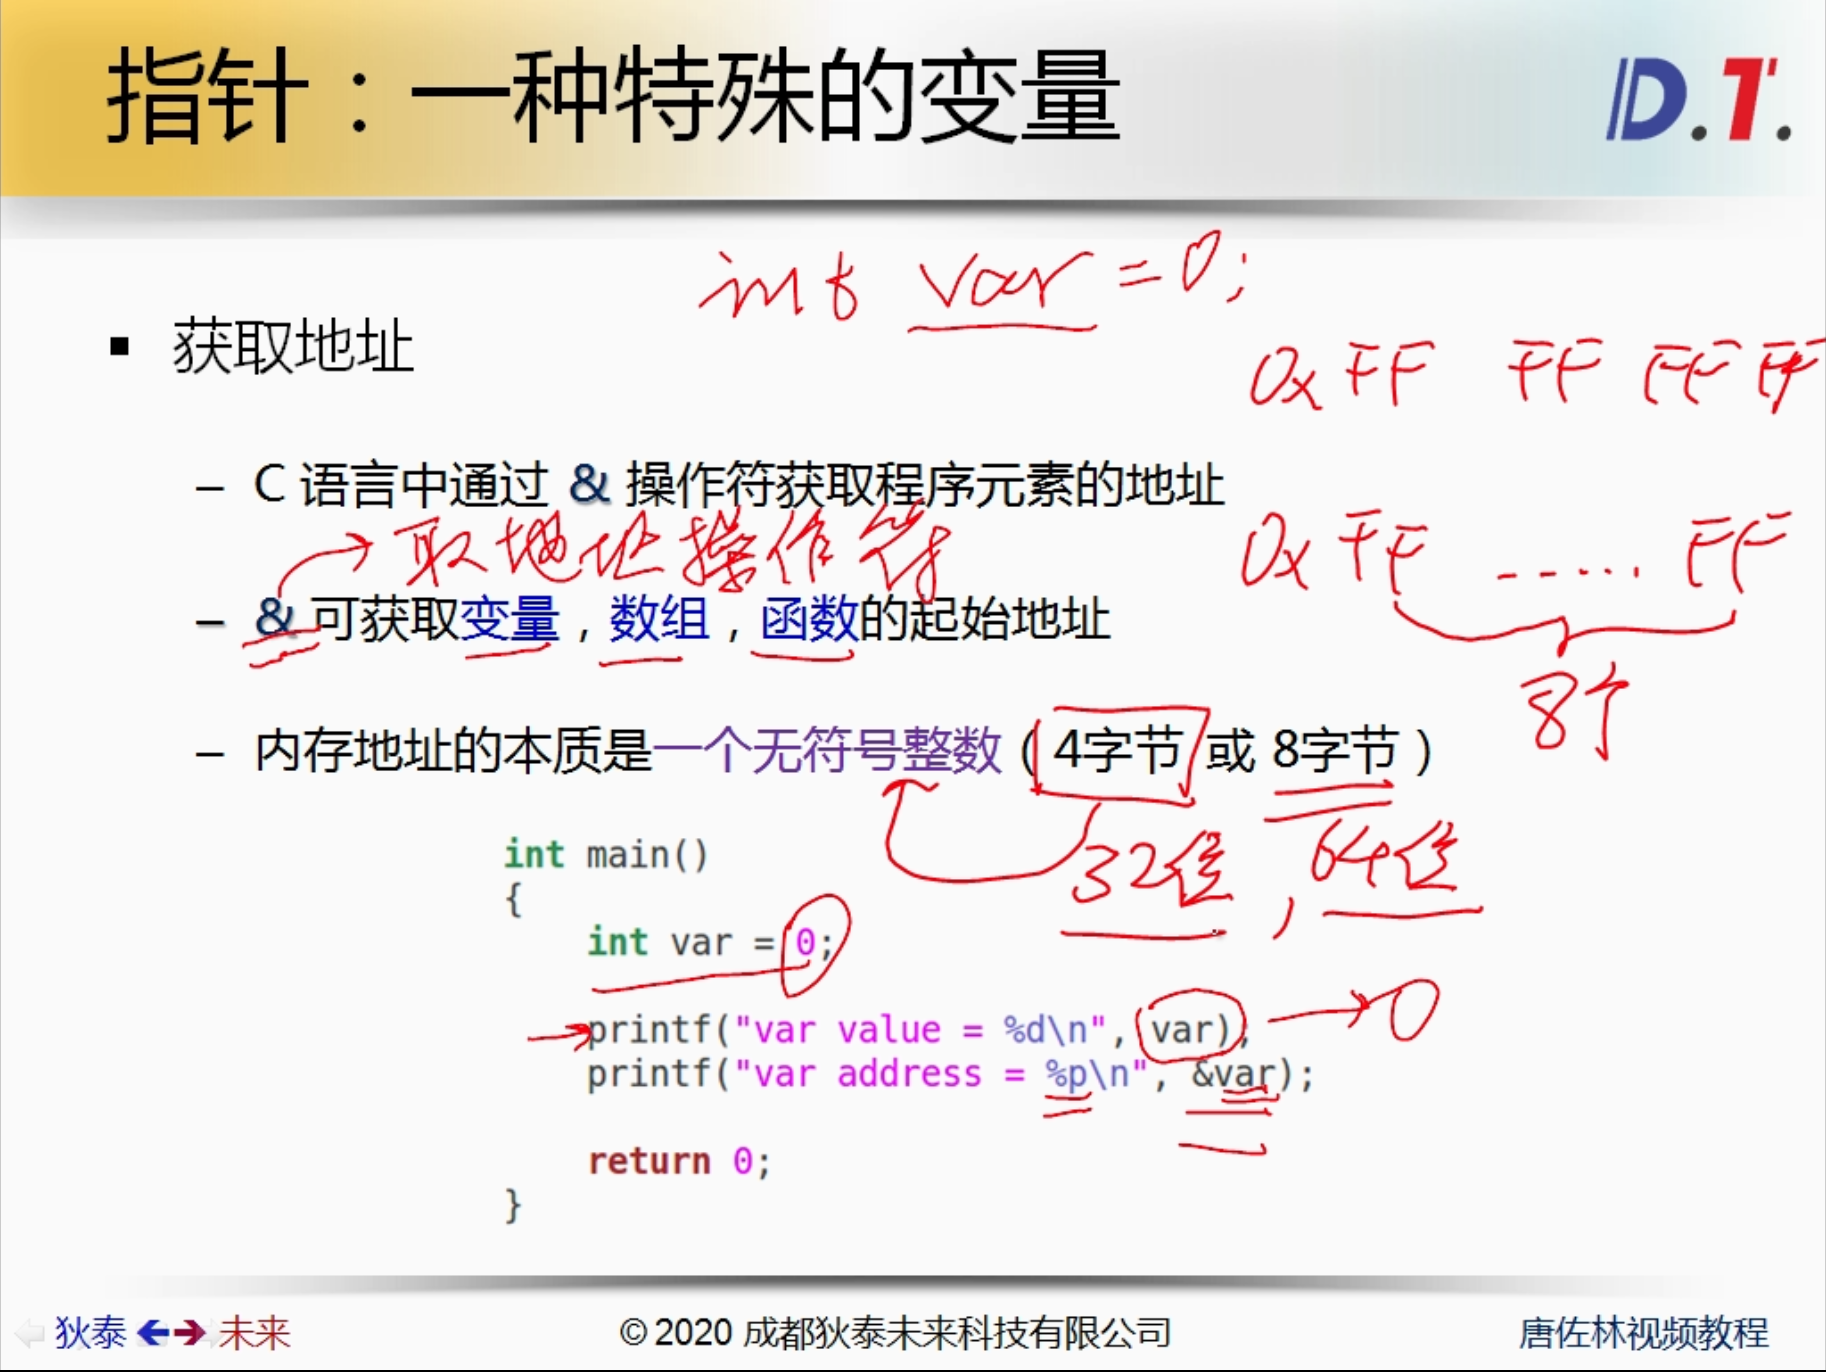 指针：一种特殊的变量
D.T.
int var = 0;
▪ 获取地址
0x FF FF FF FF
– C 语言中通过 & 操作符获取程序元素的地址
取地址操作符
0x FF ..... FF
– & 可获取变量，数组，函数的起始地址
8个
– 内存地址的本质是一个无符号整数（4字节 或 8字节）
32位 , 64位
int main()
{
int var = 0;
printf("var value = %d\n", var);
0
printf("var address = %p\n", &var);
return 0;
}
狄泰 未来
© 2020 成都狄泰未来科技有限公司
唐佐林视频教程